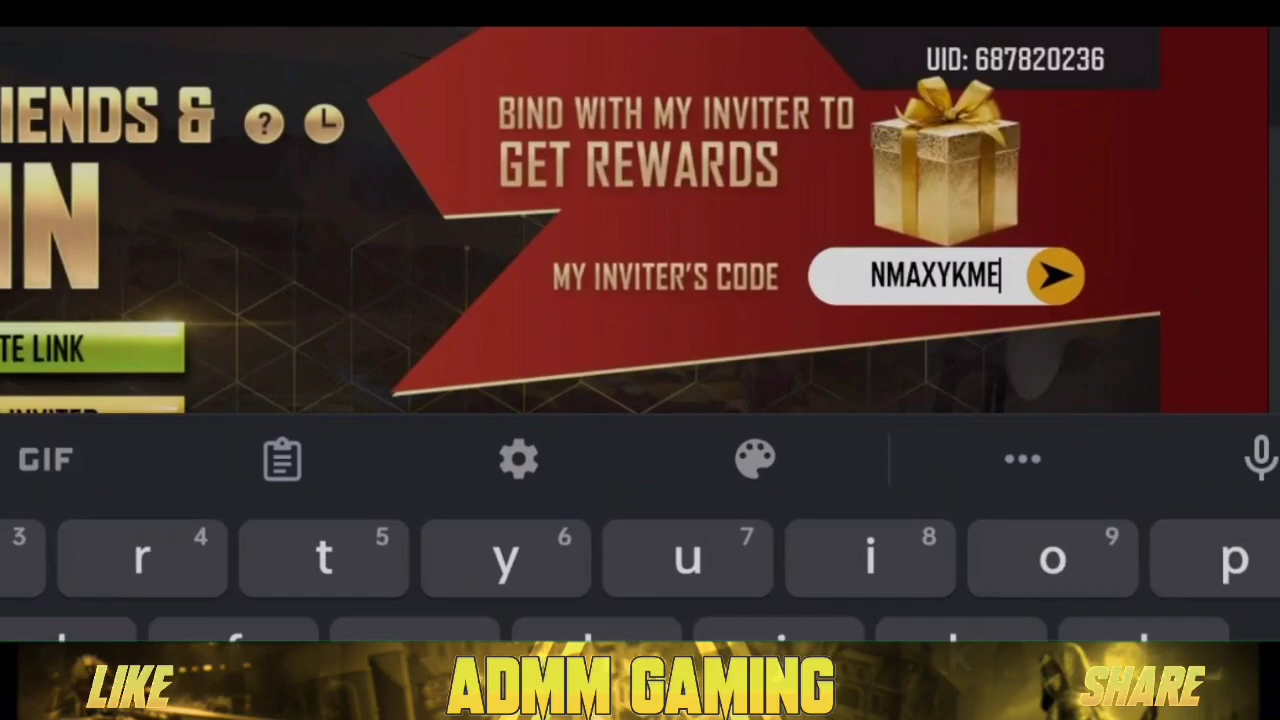 UID: 687820236
IENDS & ?
BIND WITH MY INVITER TO
GET REWARDS
IN
MY INVITER'S CODE
NMAXYKME
TE LINK
GIF
3 4 5 6 7 8 9
r t y u i o p
LIKE
ADMM GAMING
SHARE